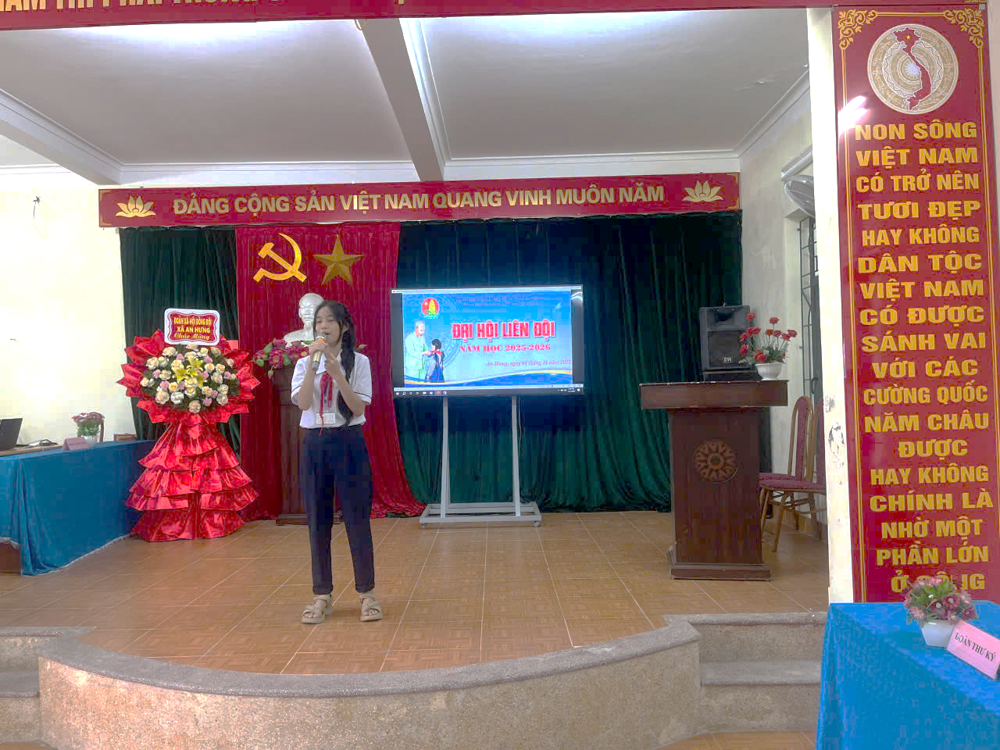 ĐẢNG CỘNG SẢN VIỆT NAM QUANG VINH MUÔN NĂM
ĐOÀN XÃ-HỘI ĐỒNG ĐỘI
XÃ AN HƯNG
Chúc Mừng
ĐẠI HỘI LIÊN ĐỘI
NĂM HỌC 2025-2026
An Hưng, ngày 01 tháng 11 năm 2025
NON SÔNG
VIỆT NAM
CÓ TRỞ NÊN
TƯƠI ĐẸP
HAY KHÔNG
DÂN TỘC
VIỆT NAM
CÓ ĐƯỢC
SÁNH VAI
VỚI CÁC
CƯỜNG QUỐC
NĂM CHÂU
ĐƯỢC
HAY KHÔNG
CHÍNH LÀ
NHỜ MỘT
PHẦN LỚN
Ở
ĐOÀN THƯ KÝ